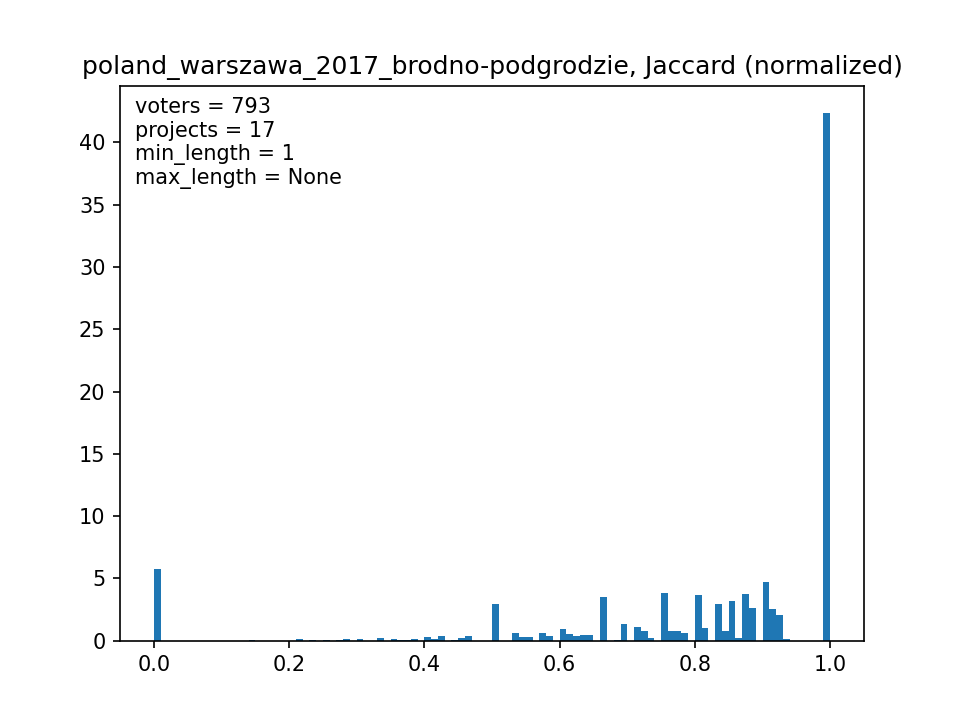 poland_warszawa_2017_brodno-podgrodzie, Jaccard (normalized)
voters = 793
projects = 17
min_length = 1
max_length = None
40
35
30
25
20
15
10
5
0
0.0 0.2 0.4 0.6 0.8 1.0